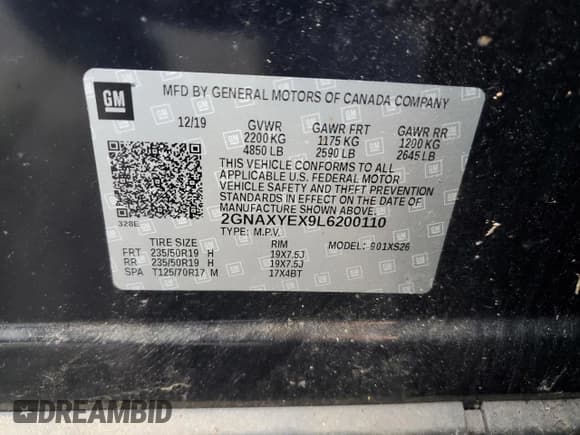 GM
MFD BY GENERAL MOTORS OF CANADA COMPANY
12/19 GVWR GAWR FRT GAWR RR
2200 KG 1175 KG 1200 KG
4850 LB 2590 LB 2645 LB
THIS VEHICLE CONFORMS TO ALL
APPLICABLE U.S. FEDERAL MOTOR
VEHICLE SAFETY AND THEFT PREVENTION
STANDARDS IN EFFECT ON THE DATE OF
MANUFACTURE SHOWN ABOVE.
328E 2GNAXYEX9L6200110
TYPE: M.P.V. MODEL: 901XS26
TIRE SIZE RIM
FRT 235/50R19 H 19X7.5J
RR 235/50R19 H 19X7.5J
SPA T125/70R17 M 17X4BT
DREAMBID